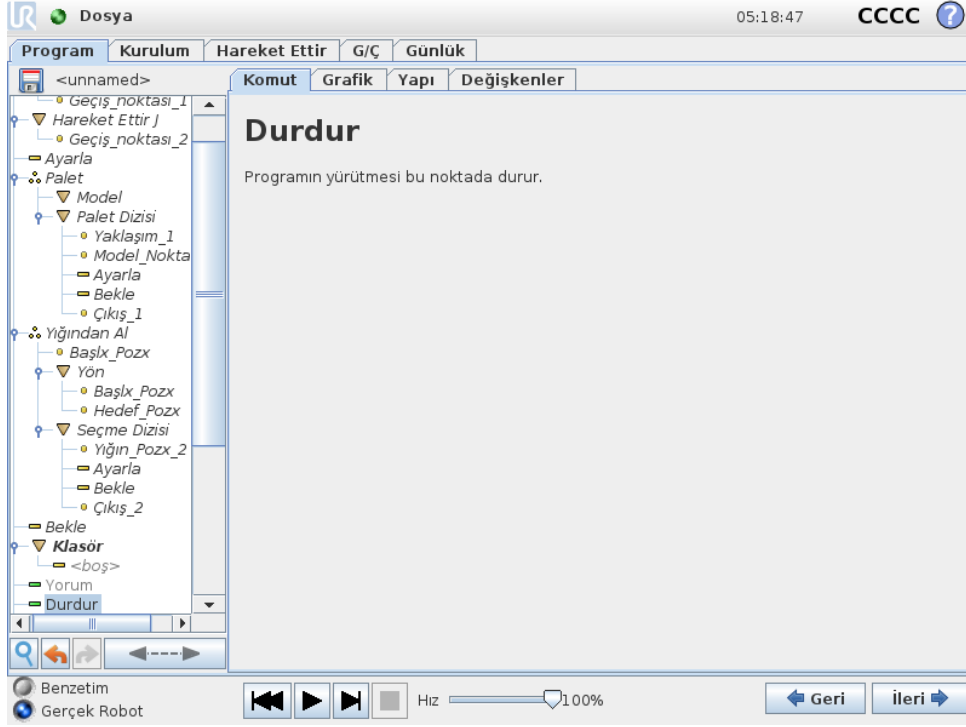 UR Dosya 05:18:47 CCCC ?
Program Kurulum Hareket Ettir G/Ç Günlük
<unnamed> Komut Grafik Yapı Değişkenler
Geçiş_noktası_1
Hareket Ettir J
Geçiş_noktası_2
Ayarla
Palet
Model
Palet Dizisi
Yaklaşım_1
Model_Nokta
Ayarla
Bekle
Çıkış_1
Yığından Al
Başlx_Pozx
Yön
Başlx_Pozx
Hedef_Pozx
Seçme Dizisi
Yığın_Pozx_2
Ayarla
Bekle
Çıkış_2
Bekle
Klasör
<boş>
Yorum
Durdur
Durdur
Programın yürütmesi bu noktada durur.
Benzetim
Gerçek Robot
Hız 100%
Geri İleri